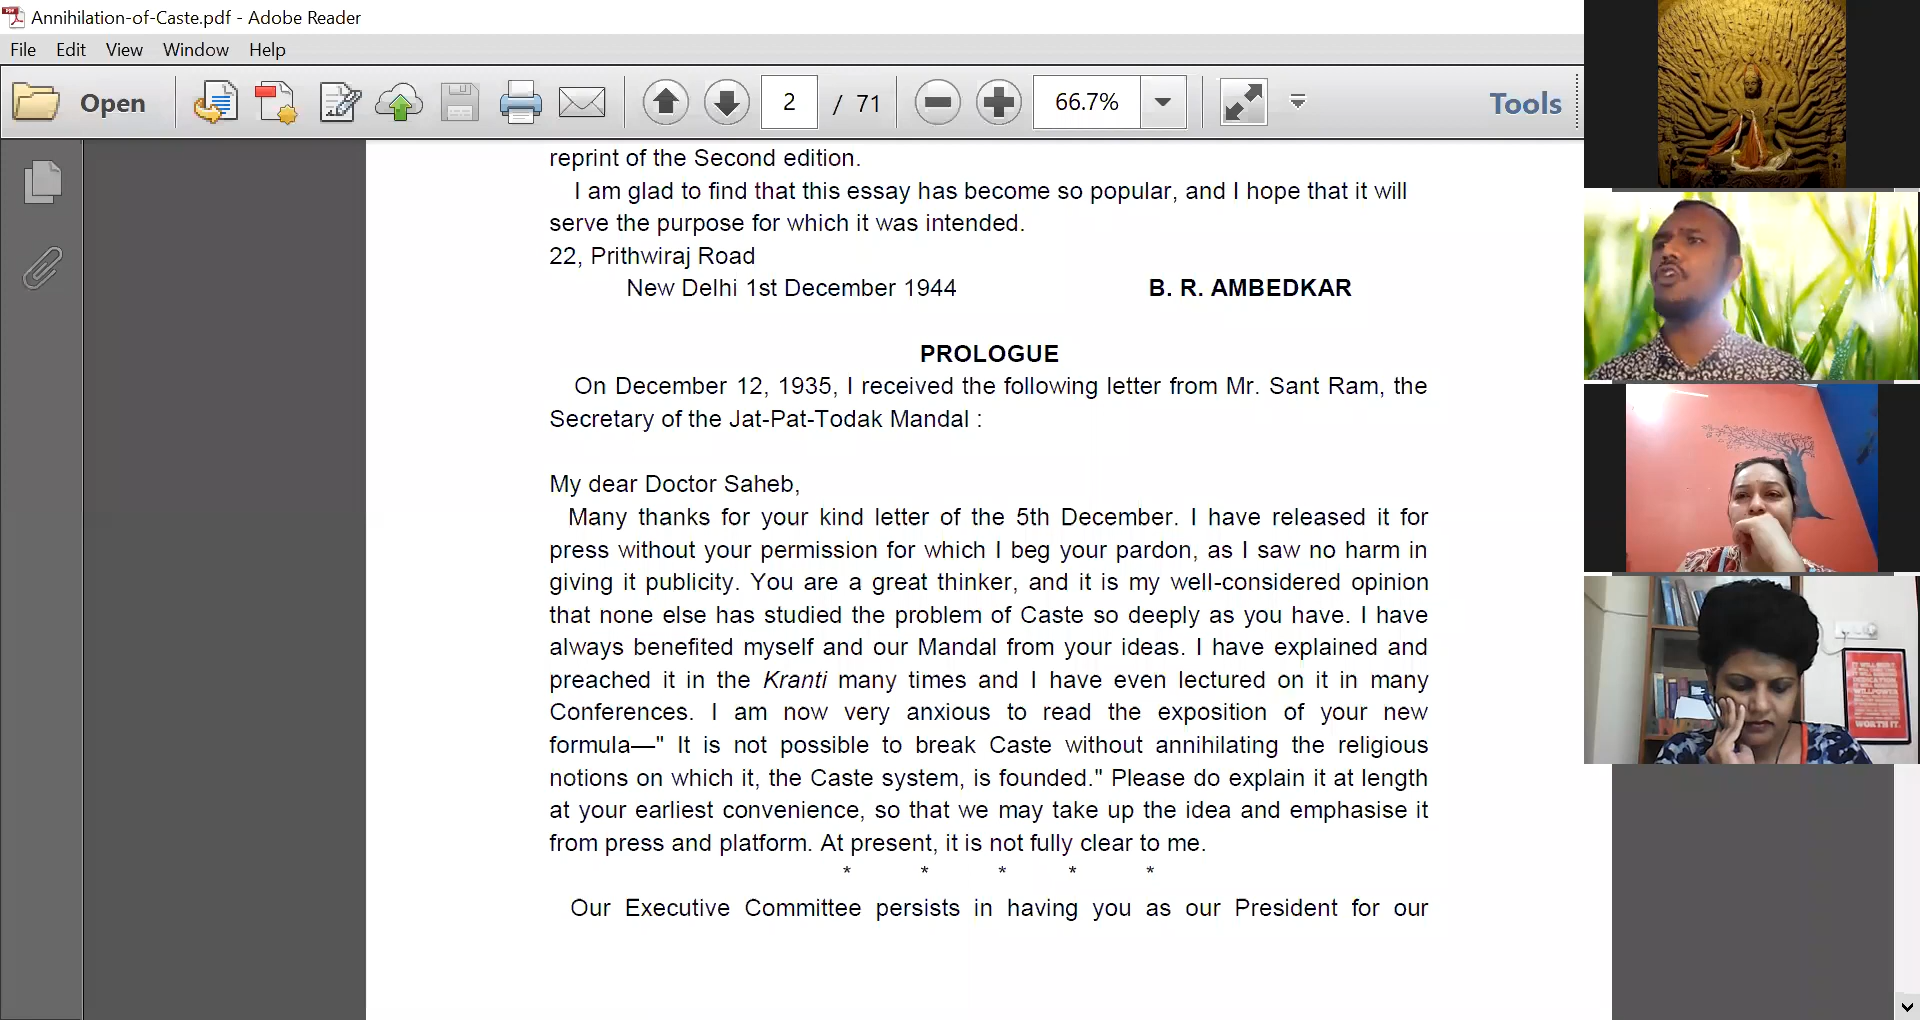 Annihilation-of-Caste.pdf - Adobe Reader
File Edit View Window Help
Open 2 / 71 66.7% Tools
reprint of the Second edition.
I am glad to find that this essay has become so popular, and I hope that it will
serve the purpose for which it was intended.
22, Prithwiraj Road
New Delhi 1st December 1944 B. R. AMBEDKAR
PROLOGUE
On December 12, 1935, I received the following letter from Mr. Sant Ram, the
Secretary of the Jat-Pat-Todak Mandal :
My dear Doctor Saheb,
Many thanks for your kind letter of the 5th December. I have released it for
press without your permission for which I beg your pardon, as I saw no harm in
giving it publicity. You are a great thinker, and it is my well-considered opinion
that none else has studied the problem of Caste so deeply as you have. I have
always benefited myself and our Mandal from your ideas. I have explained and
preached it in the Kranti many times and I have even lectured on it in many
Conferences. I am now very anxious to read the exposition of your new
formula—" It is not possible to break Caste without annihilating the religious
notions on which it, the Caste system, is founded." Please do explain it at length
at your earliest convenience, so that we may take up the idea and emphasise it
from press and platform. At present, it is not fully clear to me.
* * * * *
Our Executive Committee persists in having you as our President for our
WILLPOWER
WORTH IT.